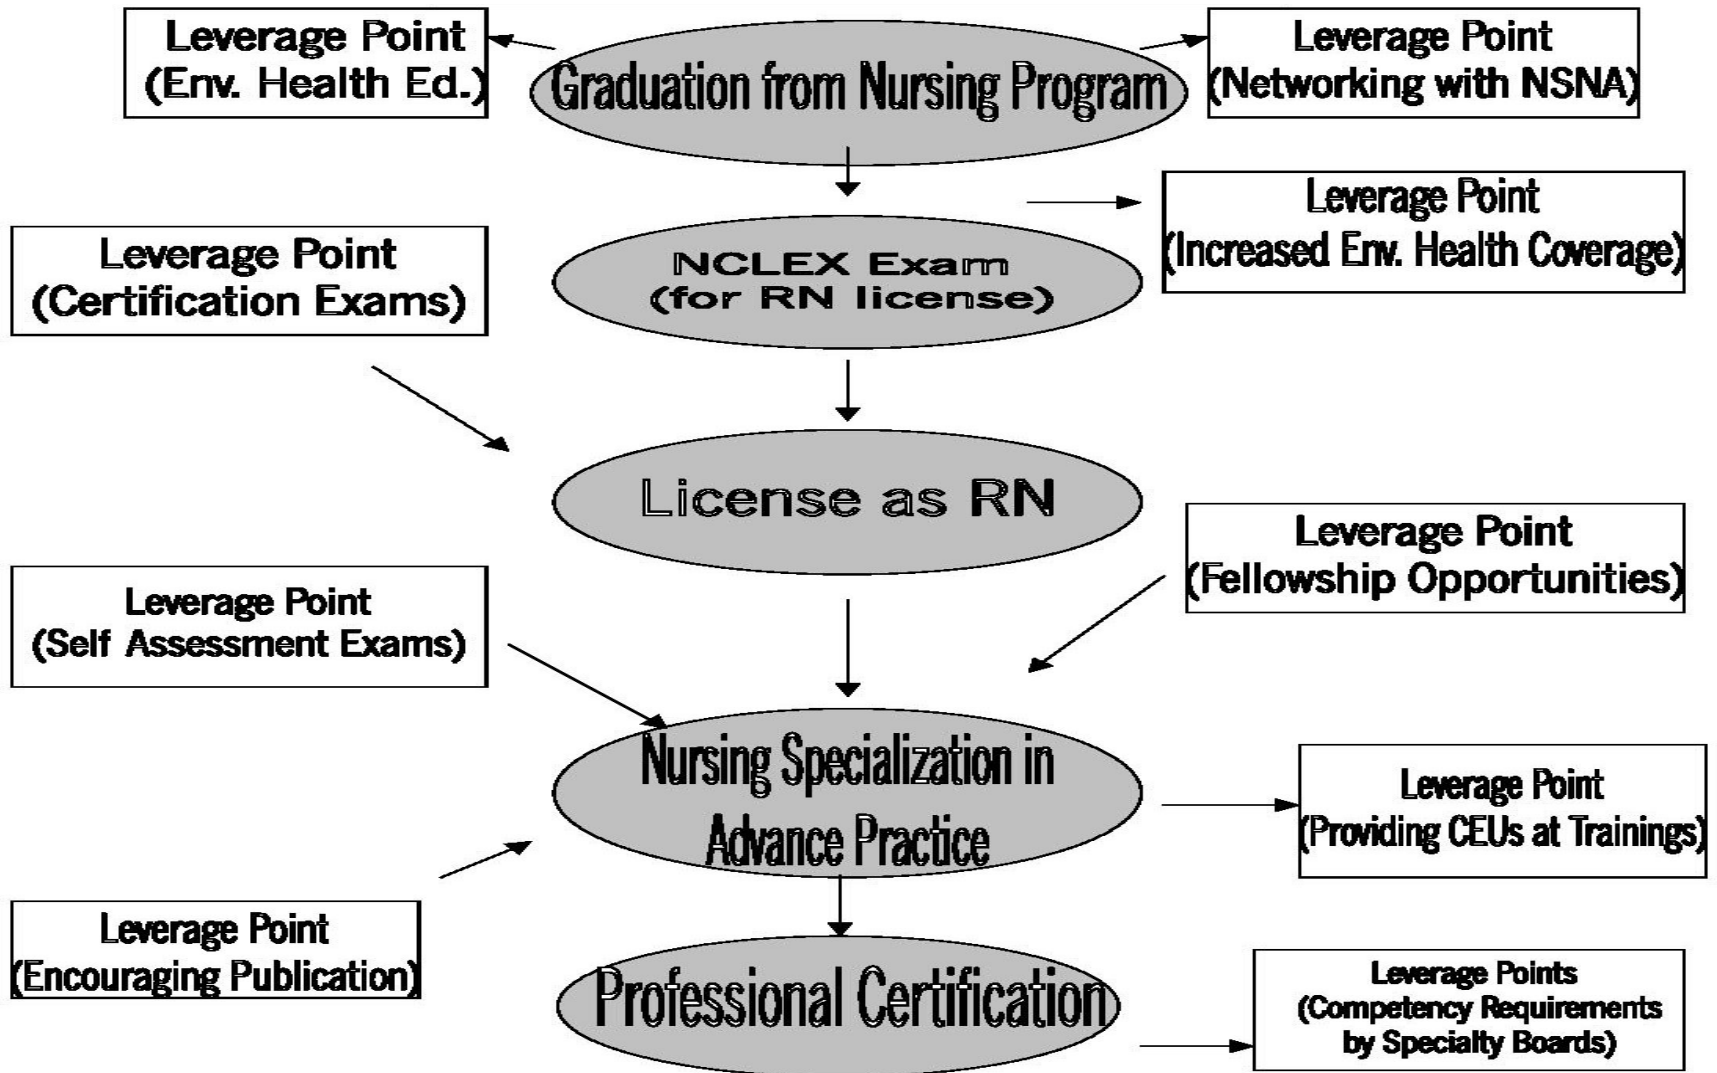 Leverage Point
(Env. Health Ed.)
Graduation from Nursing Program
Leverage Point
(Networking with NSNA)
Leverage Point
(Increased Env. Health Coverage)
Leverage Point
(Certification Exams)
NCLEX Exam
(for RN license)
License as RN
Leverage Point
(Fellowship Opportunities)
Leverage Point
(Self Assessment Exams)
Nursing Specialization in
Advance Practice
Leverage Point
(Providing CEUs at Trainings)
Leverage Point
(Encouraging Publication)
Professional Certification
Leverage Points
(Competency Requirements
by Specialty Boards)